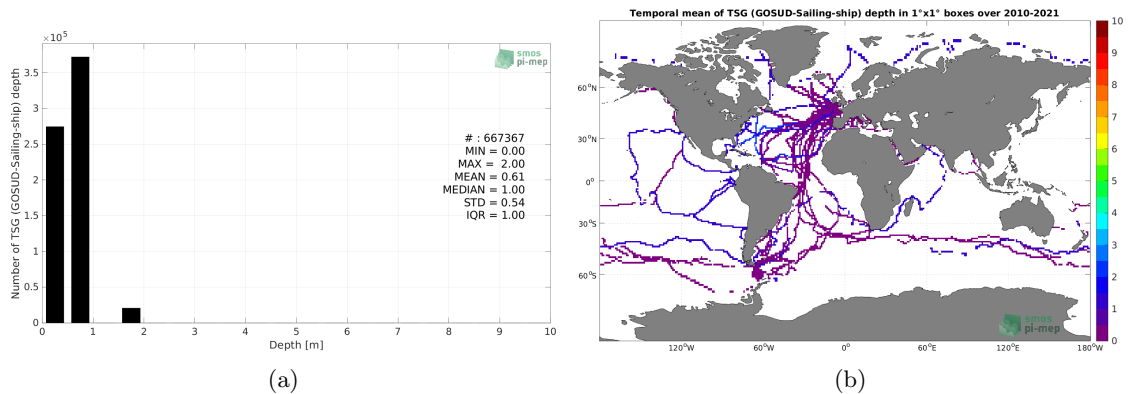 ×10⁵
3.5
3
2.5
2
1.5
1
0.5
0
0 1 2 3 4 5 6 7 8 9 10
Number of TSG (GOSUD-Sailing-ship) depth
Depth [m]
smos
pi-mep
# : 667367
MIN = 0.00
MAX = 2.00
MEAN = 0.61
MEDIAN = 1.00
STD = 0.54
IQR = 1.00
(a)
Temporal mean of TSG (GOSUD-Sailing-ship) depth in 1°x1° boxes over 2010-2021
60°N
30°N
0°
30°S
60°S
120°W 60°W 0° 60°E 120°E 180°W
smos
pi-mep
10
9
8
7
6
5
4
3
2
1
0
(b)